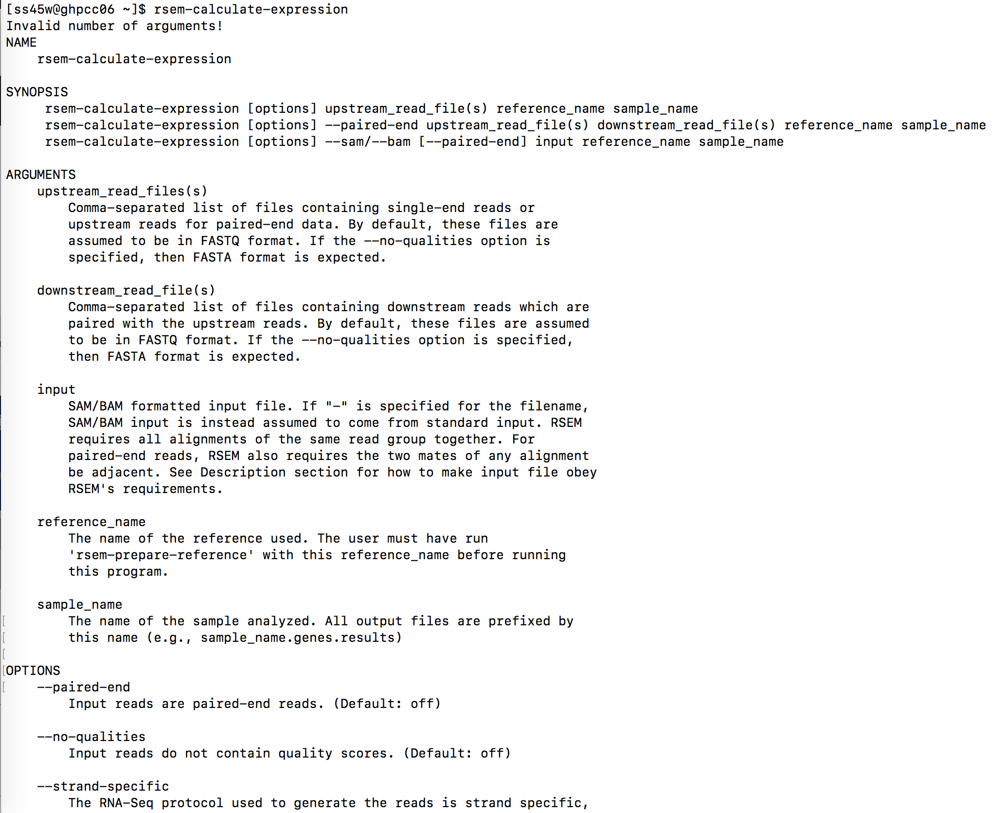 [ss45w@ghpcc06 ~]$ rsem-calculate-expression
Invalid number of arguments!
NAME
    rsem-calculate-expression

SYNOPSIS
     rsem-calculate-expression [options] upstream_read_file(s) reference_name sample_name
     rsem-calculate-expression [options] --paired-end upstream_read_file(s) downstream_read_file(s) reference_name sample_name
     rsem-calculate-expression [options] --sam/--bam [--paired-end] input reference_name sample_name

ARGUMENTS
    upstream_read_files(s)
        Comma-separated list of files containing single-end reads or
        upstream reads for paired-end data. By default, these files are
        assumed to be in FASTQ format. If the --no-qualities option is
        specified, then FASTA format is expected.

    downstream_read_file(s)
        Comma-separated list of files containing downstream reads which are
        paired with the upstream reads. By default, these files are assumed
        to be in FASTQ format. If the --no-qualities option is specified,
        then FASTA format is expected.

    input
        SAM/BAM formatted input file. If "-" is specified for the filename,
        SAM/BAM input is instead assumed to come from standard input. RSEM
        requires all alignments of the same read group together. For
        paired-end reads, RSEM also requires the two mates of any alignment
        be adjacent. See Description section for how to make input file obey
        RSEM's requirements.

    reference_name
        The name of the reference used. The user must have run
        'rsem-prepare-reference' with this reference_name before running
        this program.

    sample_name
        The name of the sample analyzed. All output files are prefixed by
        this name (e.g., sample_name.genes.results)

OPTIONS
    --paired-end
        Input reads are paired-end reads. (Default: off)

    --no-qualities
        Input reads do not contain quality scores. (Default: off)

    --strand-specific
        The RNA-Seq protocol used to generate the reads is strand specific,